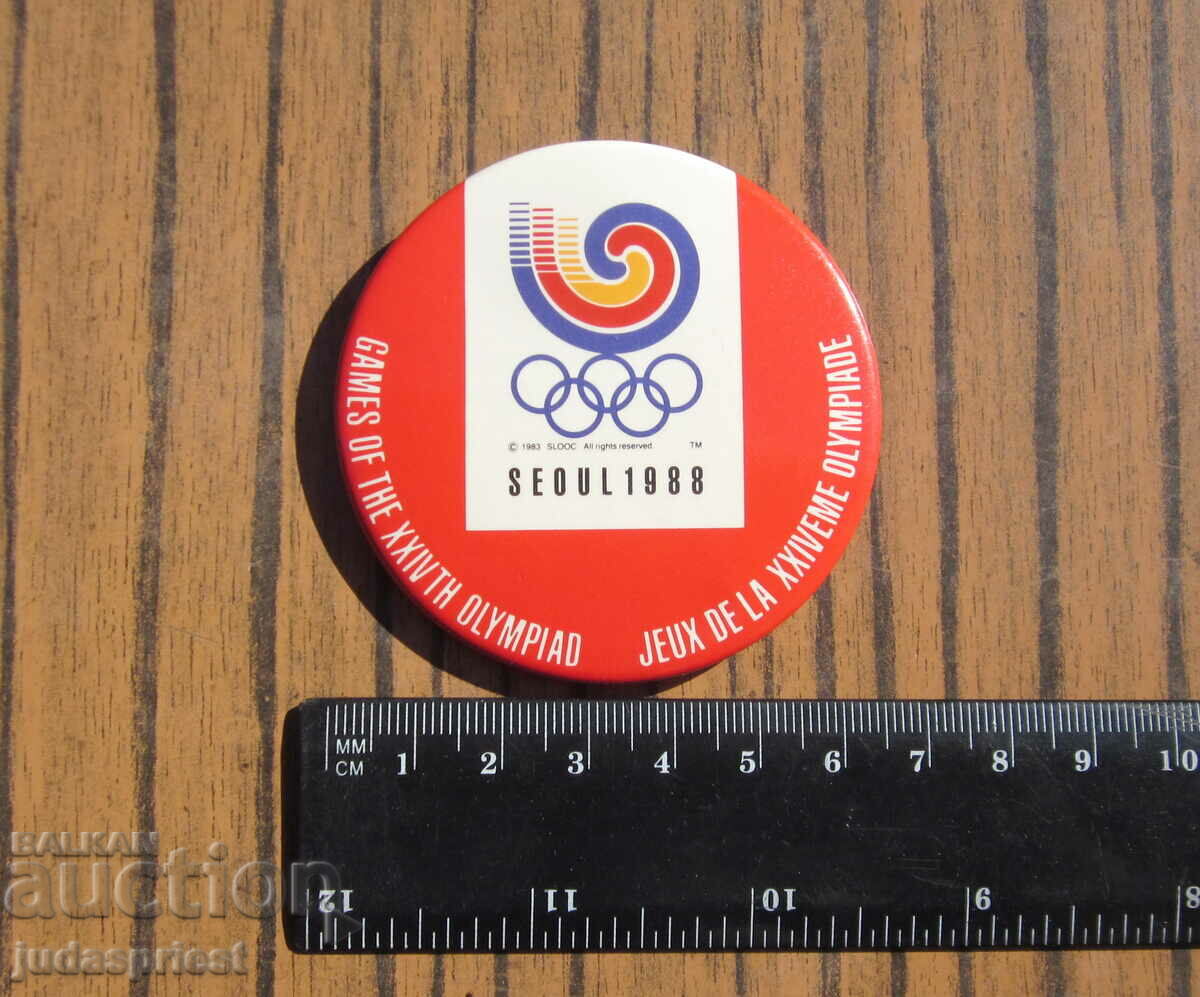 © 1983 SLOOC All rights reserved. TM
SEOUL 1988
GAMES OF THE XXIVTH OLYMPIAD
JEUX DE LA XXIVEME OLYMPIADE
MM
CM
1 2 3 4 5 6 7 8 9 10
12 11 10 9 8
BALKAN
auction
judaspriest